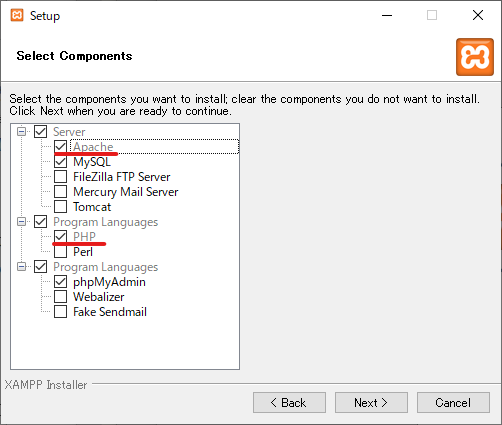 Setup
Select Components
Select the components you want to install; clear the components you do not want to install.
Click Next when you are ready to continue.
Server
Apache
MySQL
FileZilla FTP Server
Mercury Mail Server
Tomcat
Program Languages
PHP
Perl
Program Languages
phpMyAdmin
Webalizer
Fake Sendmail
XAMPP Installer
< Back
Next >
Cancel